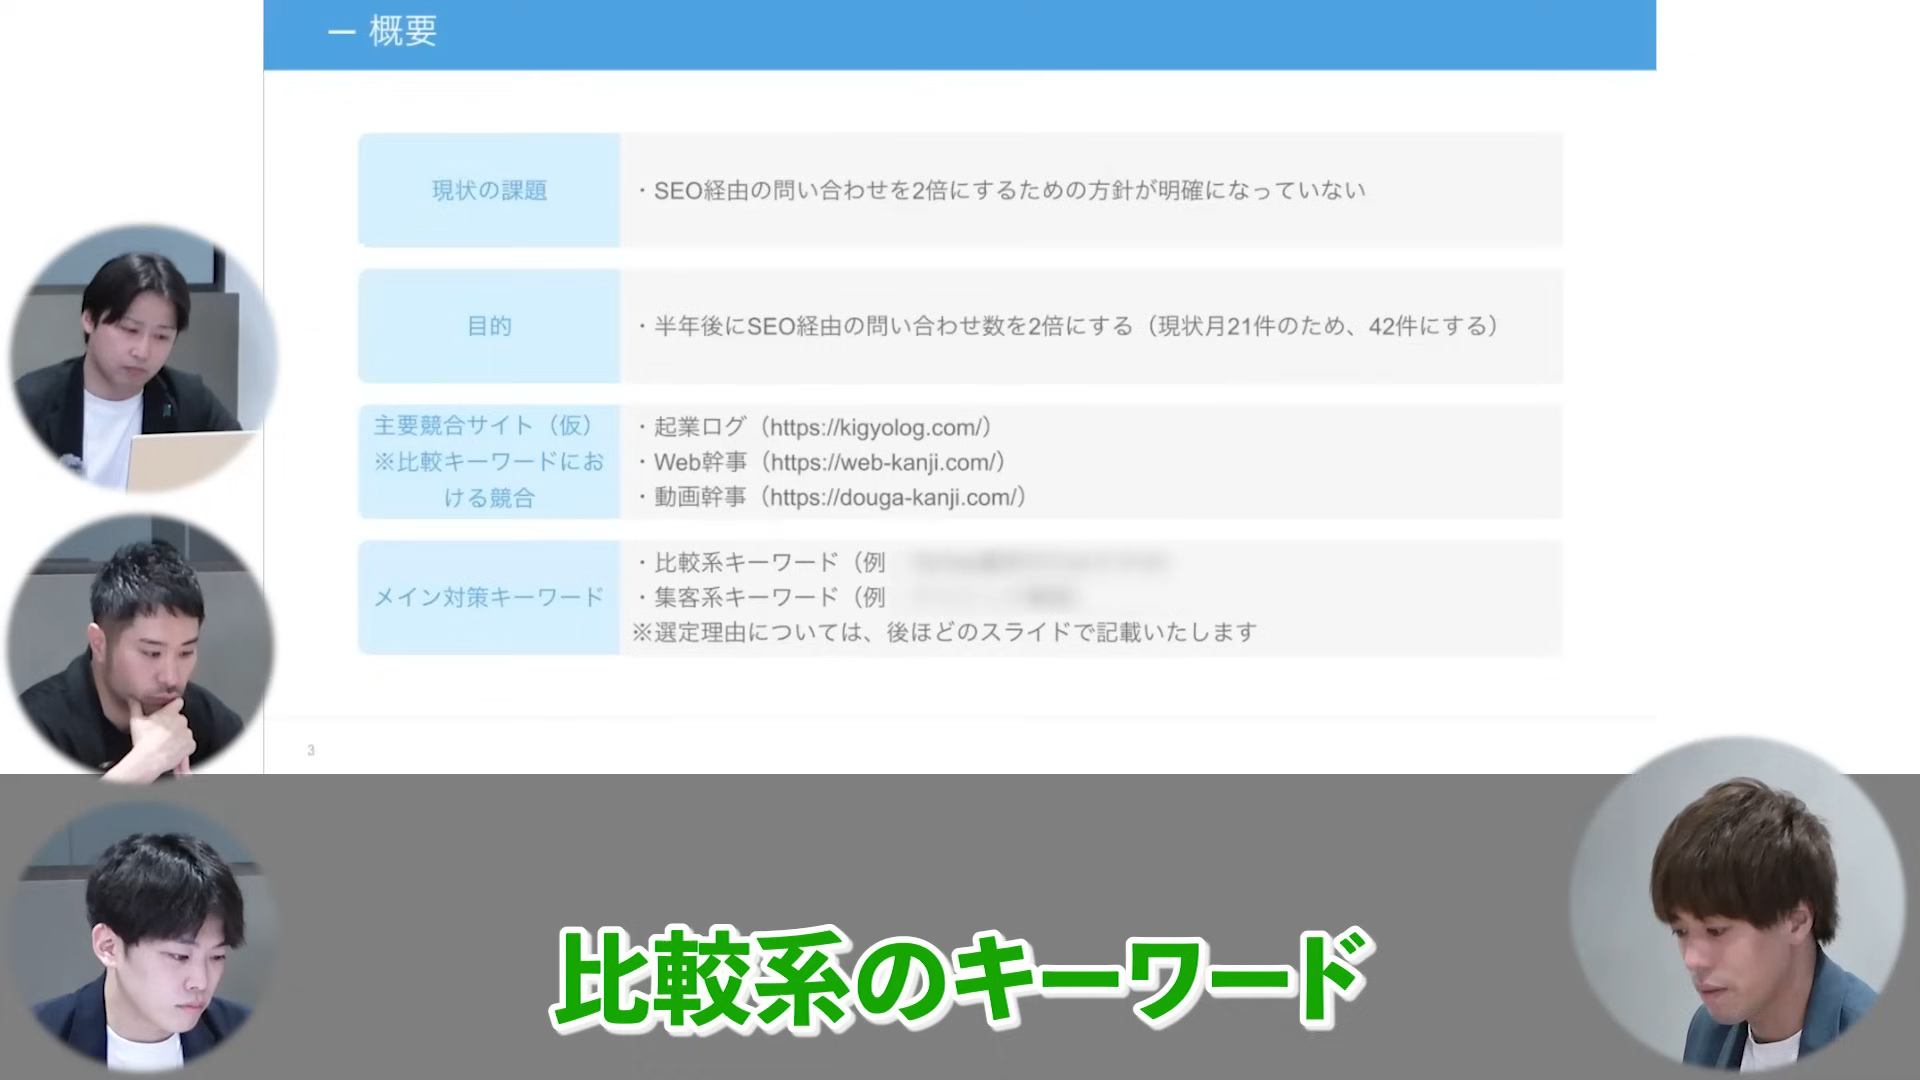 ー 概要
現状の課題
・SEO経由の問い合わせを2倍にするための方針が明確になっていない
目的
・半年後にSEO経由の問い合わせ数を2倍にする（現状月21件のため、42件にする）
主要競合サイト（仮）
※比較キーワードにお
ける競合
・起業ログ（https://kigyolog.com/）
・Web幹事（https://web-kanji.com/）
・動画幹事（https://douga-kanji.com/）
メイン対策キーワード
・比較系キーワード（例
・集客系キーワード（例
※選定理由については、後ほどのスライドで記載いたします
3
比較系のキーワード